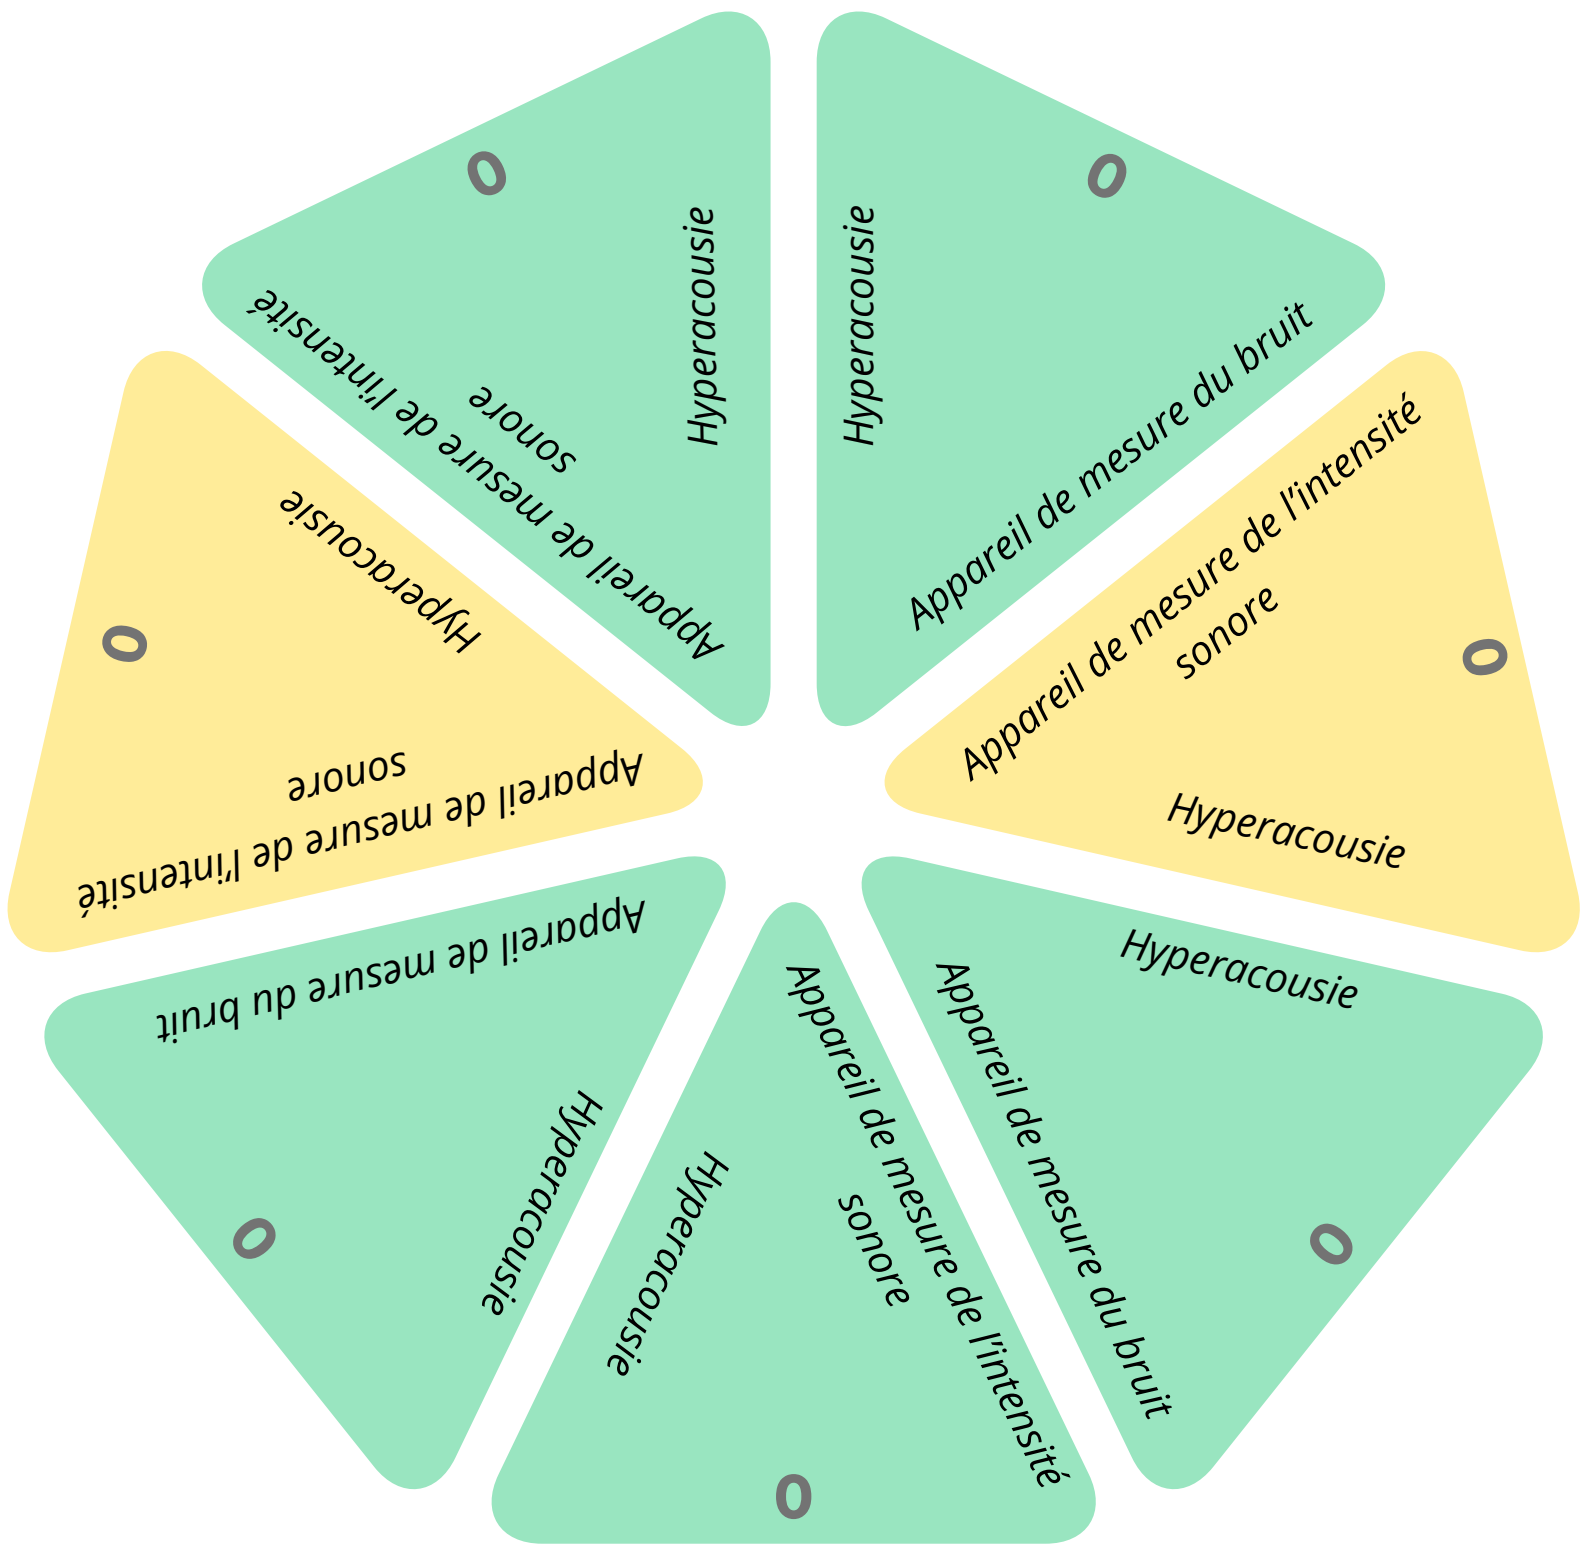 0
Hyperacousie
Appareil de mesure de l'intensité
sonore
0
Hyperacousie
Appareil de mesure du bruit
Appareil de mesure de l'intensité
sonore
0
Hyperacousie
Hyperacousie
Appareil de mesure du bruit
0
Appareil de mesure de l'intensité
sonore
Hyperacousie
0
Appareil de mesure du bruit
Hyperacousie
0
Hyperacousie
0
Appareil de mesure de l'intensité
sonore